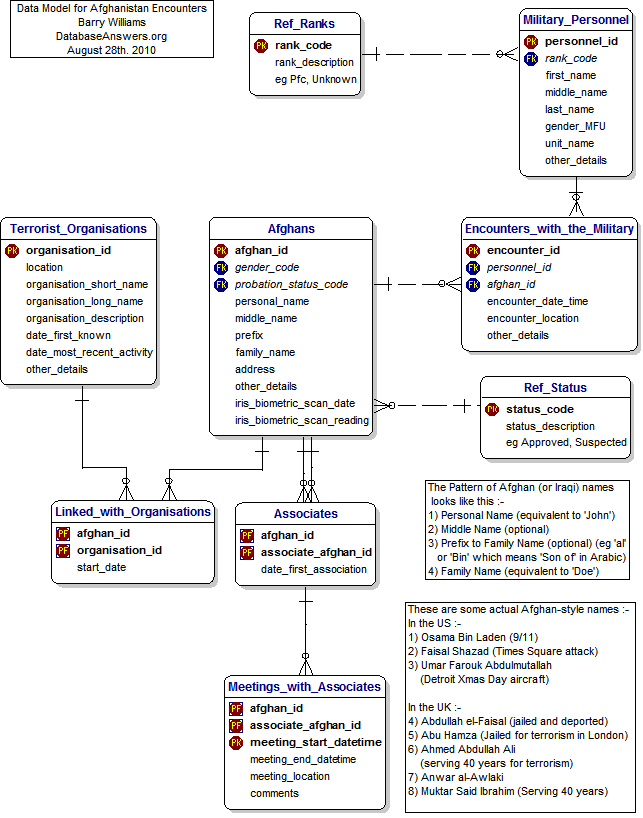 Data Model for Afghanistan Encounters
Barry Williams
DatabaseAnswers.org
August 28th. 2010
Ref_Ranks
PK rank_code
rank_description
eg Pfc, Unknown
Military_Personnel
PK personnel_id
FK rank_code
first_name
middle_name
last_name
gender_MFU
unit_name
other_details
Terrorist_Organisations
PK organisation_id
location
organisation_short_name
organisation_long_name
organisation_description
date_first_known
date_most_recent_activity
other_details
Afghans
PK afghan_id
FK gender_code
FK probation_status_code
personal_name
middle_name
prefix
family_name
address
other_details
iris_biometric_scan_date
iris_biometric_scan_reading
Encounters_with_the_Military
PK encounter_id
FK personnel_id
FK afghan_id
encounter_date_time
encounter_location
other_details
Ref_Status
PK status_code
status_description
eg Approved, Suspected
Linked_with_Organisations
PF afghan_id
PF organisation_id
start_date
Associates
PF afghan_id
PF associate_afghan_id
date_first_association
The Pattern of Afghan (or Iraqi) names
looks like this :-
1) Personal Name (equivalent to 'John')
2) Middle Name (optional)
3) Prefix to Family Name (optional) (eg 'al'
or 'Bin' which means 'Son of' in Arabic)
4) Family Name (equivalent to 'Doe')
Meetings_with_Associates
PF afghan_id
PF associate_afghan_id
PK meeting_start_datetime
meeting_end_datetime
meeting_location
comments
These are some actual Afghan-style names :-
In the US :-
1) Osama Bin Laden (9/11)
2) Faisal Shazad (Times Square attack)
3) Umar Farouk Abdulmutallah
(Detroit Xmas Day aircraft)
In the UK :-
4) Abdullah el-Faisal (jailed and deported)
5) Abu Hamza (Jailed for terrorism in London)
6) Ahmed Abdullah Ali
(serving 40 years for terrorism)
7) Anwar al-Awlaki
8) Muktar Said Ibrahim (Serving 40 years)